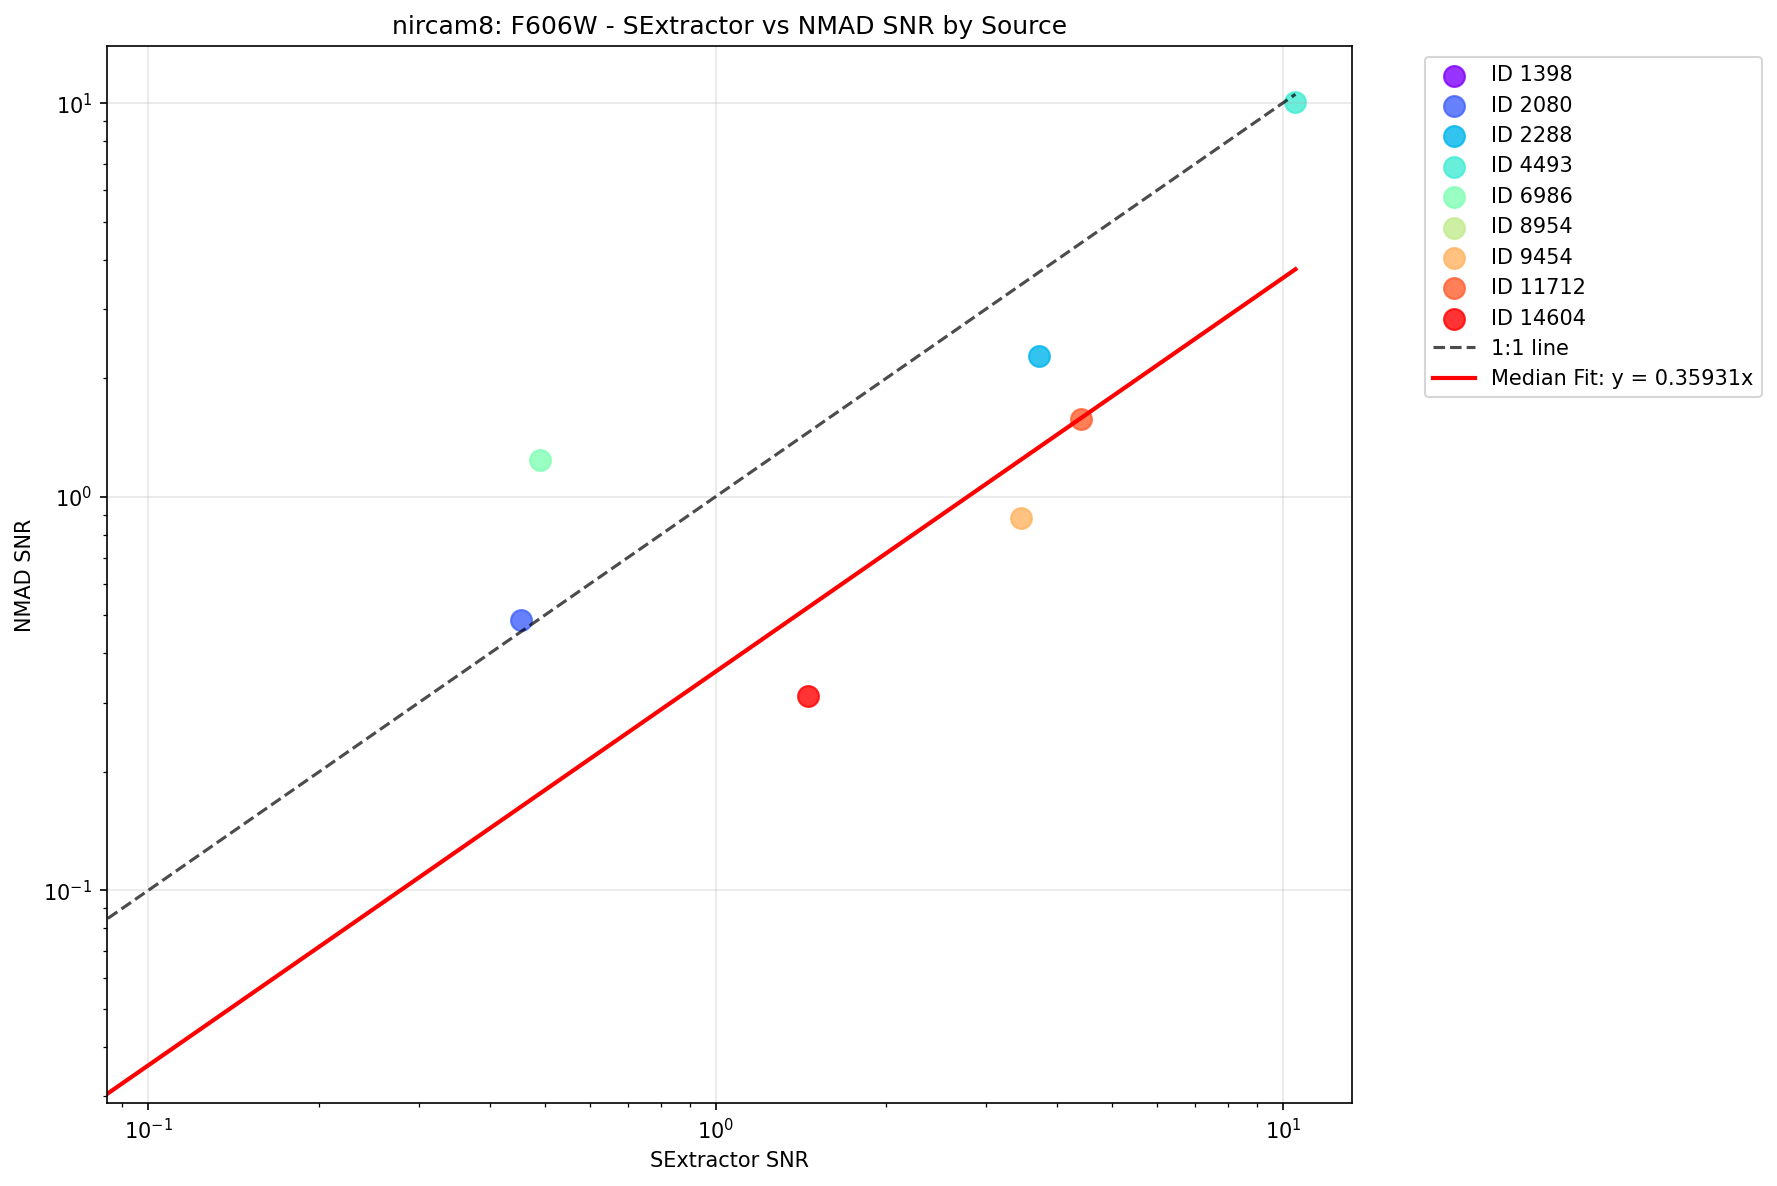 nircam8: F606W - SExtractor vs NMAD SNR by Source
NMAD SNR
10¹
10⁰
10⁻¹
10⁻¹
10⁰
10¹
SExtractor SNR
ID 1398
ID 2080
ID 2288
ID 4493
ID 6986
ID 8954
ID 9454
ID 11712
ID 14604
1:1 line
Median Fit: y = 0.35931x